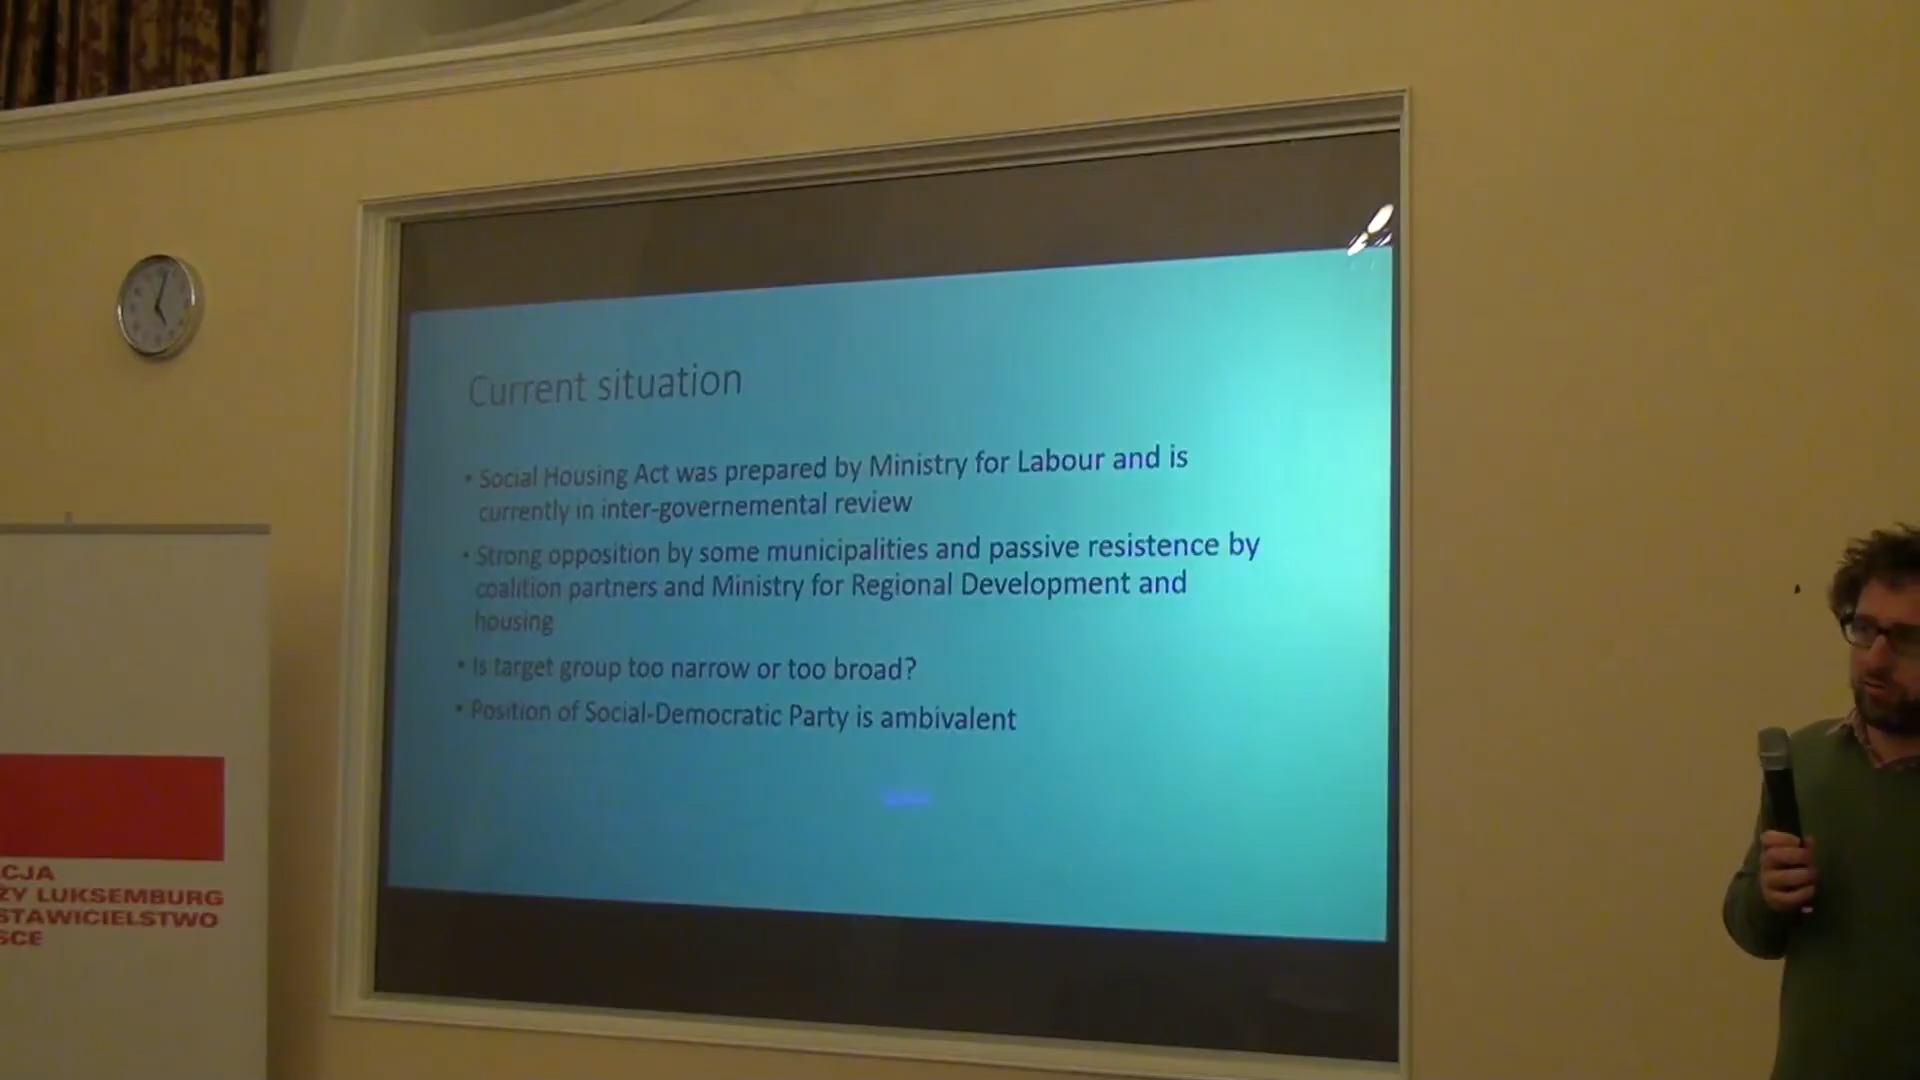 Current situation
• Social Housing Act was prepared by Ministry for Labour and is
currently in inter-governemental review
• Strong opposition by some municipalities and passive resistence by
coalition partners and Ministry for Regional Development and
housing
• Is target group too narrow or too broad?
• Position of Social-Democratic Party is ambivalent
CJA
ŻY LUKSEMBURG
STAWICIELSTWO
SCE